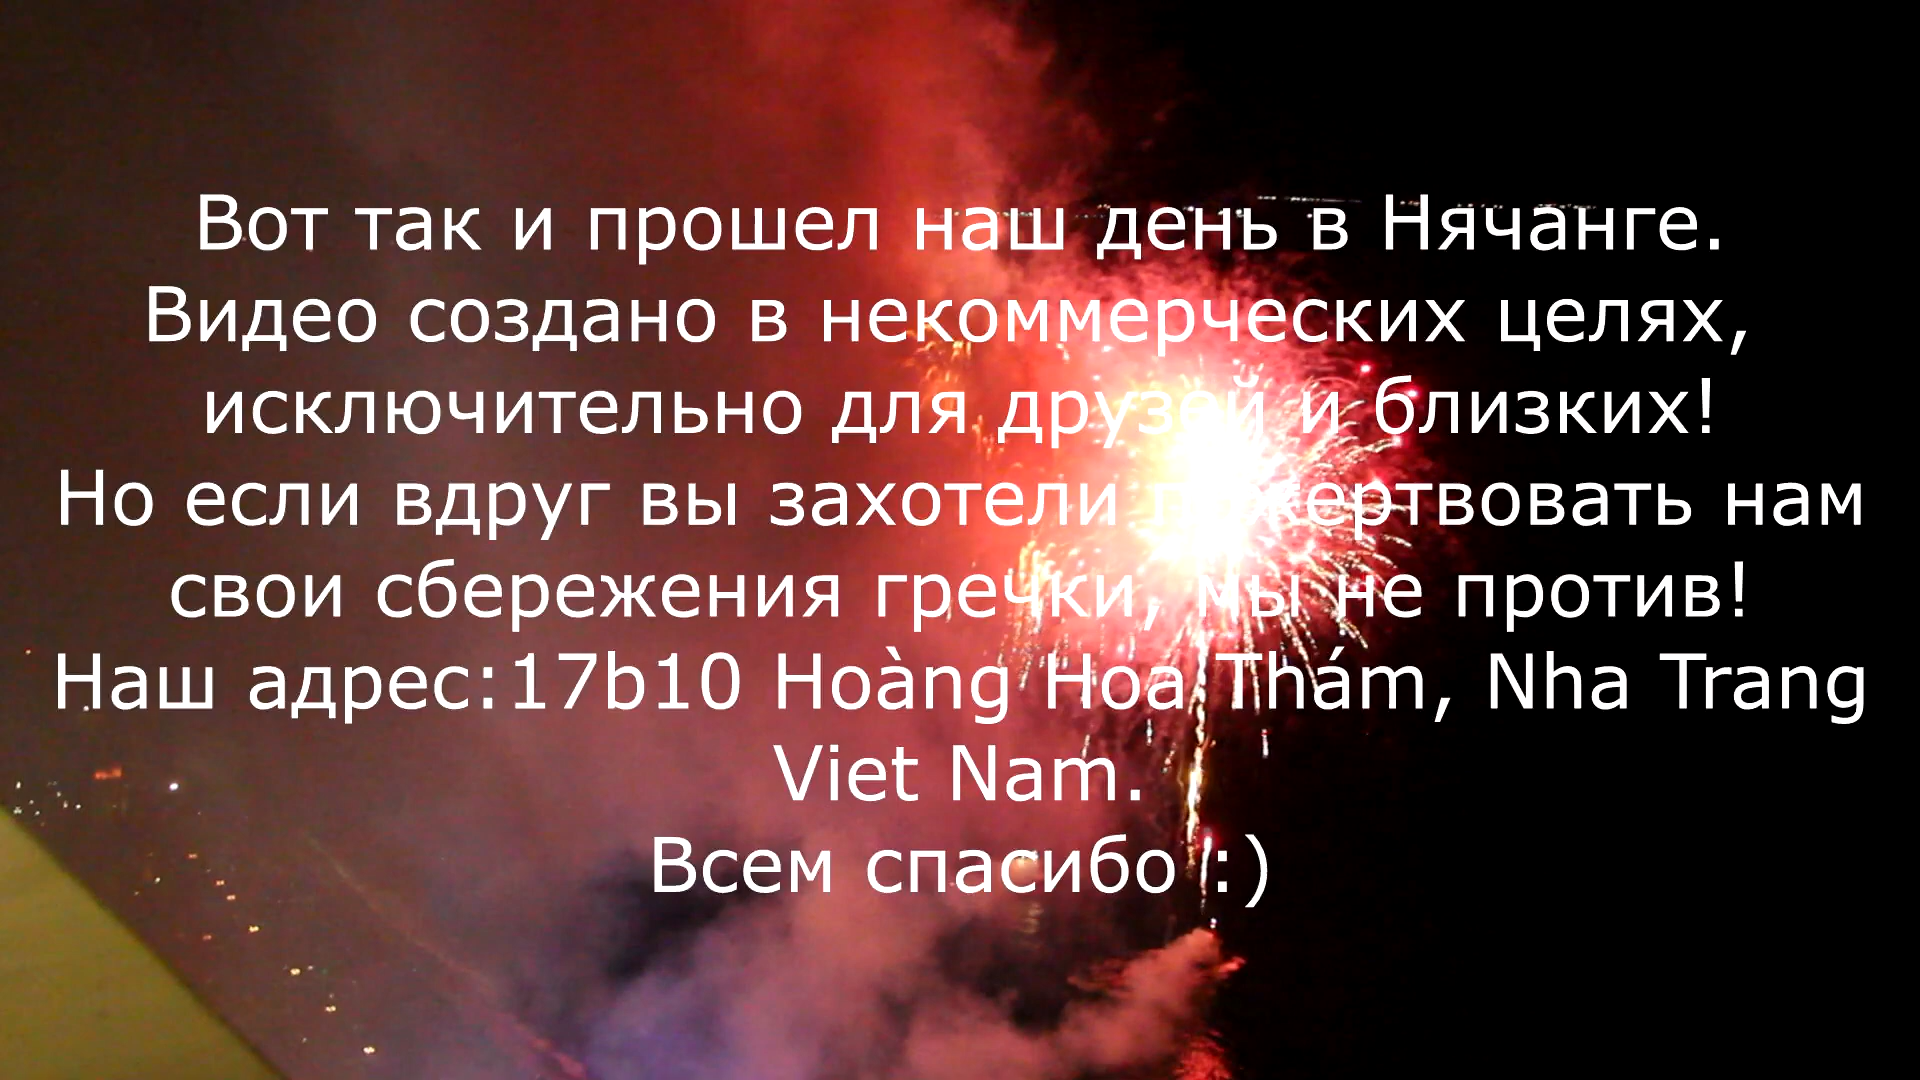 Вот так и прошел наш день в Нячанге.
Видео создано в некоммерческих целях,
исключительно для друзей и близких!
Но если вдруг вы захотели пожертвовать нам
свои сбережения гречки, мы не против!
Наш адрес:17b10 Hoàng Hoa Thám, Nha Trang
Viet Nam.
Всем спасибо :)